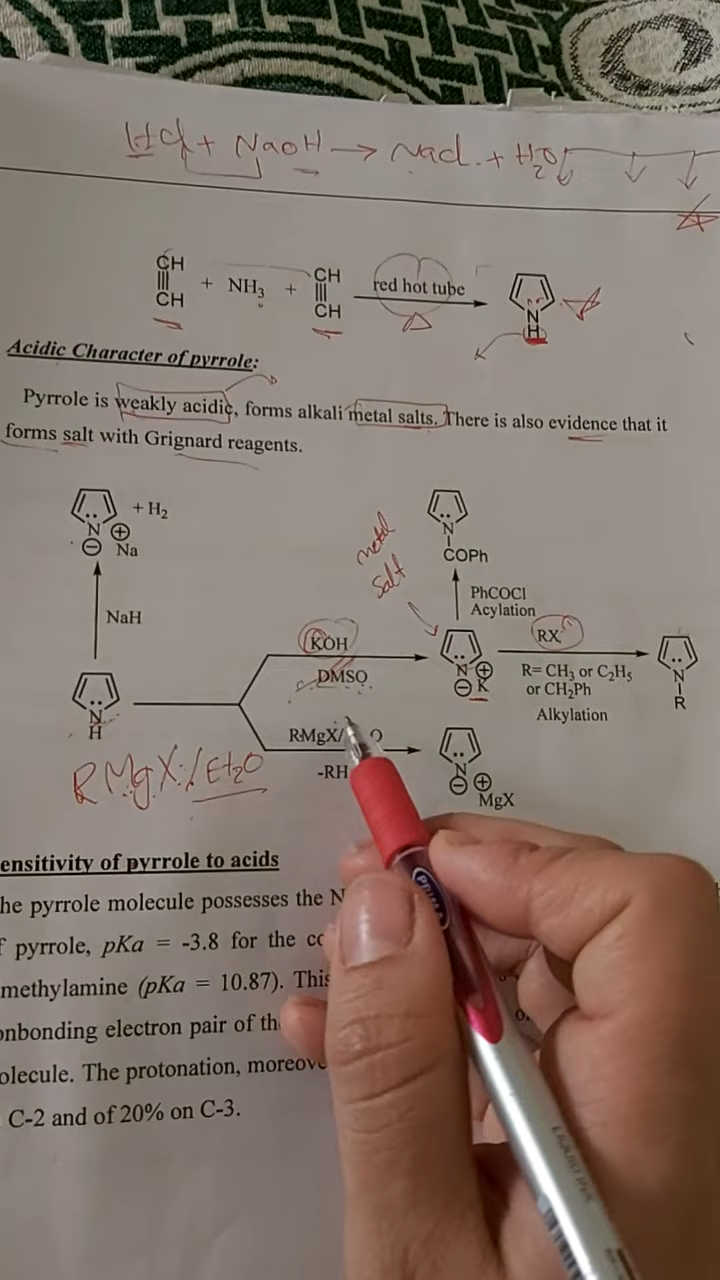 HCl + NaOH → NaCl + H₂O
CH CH
+ NH₃ + red hot tube
CH CH N
H
Acidic Character of pyrrole:
Pyrrole is weakly acidic, forms alkali metal salts. There is also evidence that it
forms salt with Grignard reagents.
+ H₂
N ⊕
⊖ Na
metal
salt
N
COPh
PhCOCl
Acylation
NaH
KOH
DMSO
N ⊕
⊖ K
RX
R= CH₃ or C₂H₅
or CH₂Ph
Alkylation
N
R
N
H
RMgX/ O
-RH
N ⊕
⊖ MgX
RMgX / Et₂O
ensitivity of pyrrole to acids
he pyrrole molecule possesses the N
f pyrrole, pKa = -3.8 for the co
methylamine (pKa = 10.87). This
onbonding electron pair of th
olecule. The protonation, moreove
C-2 and of 20% on C-3.
PRIMA
LIQUID INK